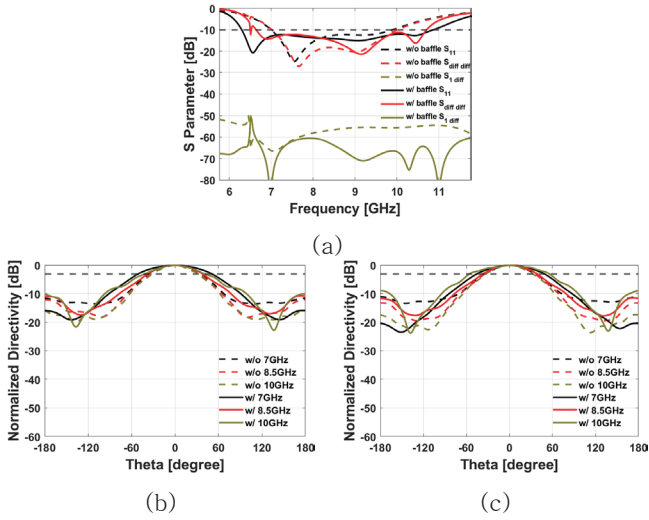 0
-10
-20
-30
-40
-50
-60
-70
-80
S Parameter [dB]
w/o baffle S11
w/o baffle Sdiff diff
w/o baffle S1 diff
w/ baffle S11
w/ baffle Sdiff diff
w/ baffle S1 diff
6 7 8 9 10 11
Frequency [GHz]
(a)
0
-10
-20
-30
-40
-50
-60
Normalized Directivity [dB]
w/o 7GHz
w/o 8.5GHz
w/o 10GHz
w/ 7GHz
w/ 8.5GHz
w/ 10GHz
-180 -120 -60 0 60 120 180
Theta [degree]
(b)
0
-10
-20
-30
-40
-50
-60
Normalized Directivity [dB]
w/o 7GHz
w/o 8.5GHz
w/o 10GHz
w/ 7GHz
w/ 8.5GHz
w/ 10GHz
-180 -120 -60 0 60 120 180
Theta [degree]
(c)